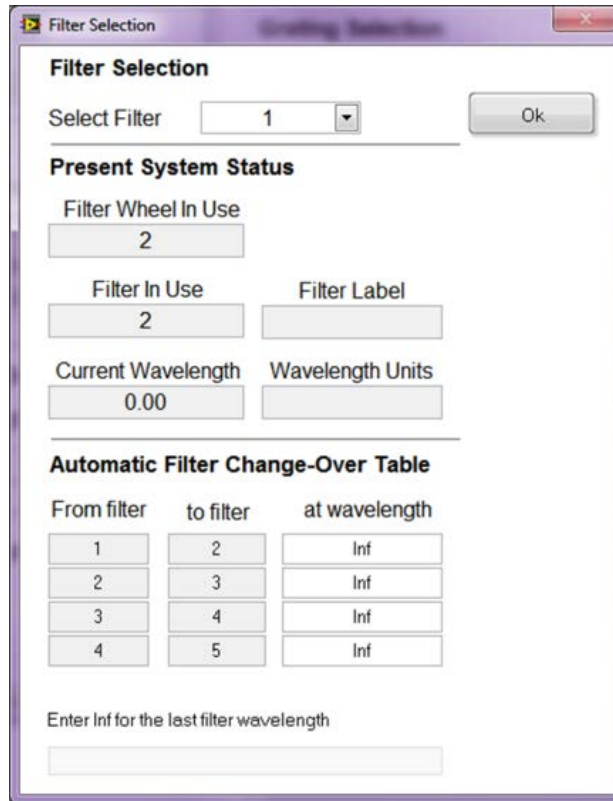 Filter Selection
Grating Selection
Filter Selection
Select Filter 1 Ok
Present System Status
Filter Wheel In Use
2
Filter In Use Filter Label
2
Current Wavelength Wavelength Units
0.00
Automatic Filter Change-Over Table
From filter to filter at wavelength
1 2 Inf
2 3 Inf
3 4 Inf
4 5 Inf
Enter Inf for the last filter wavelength